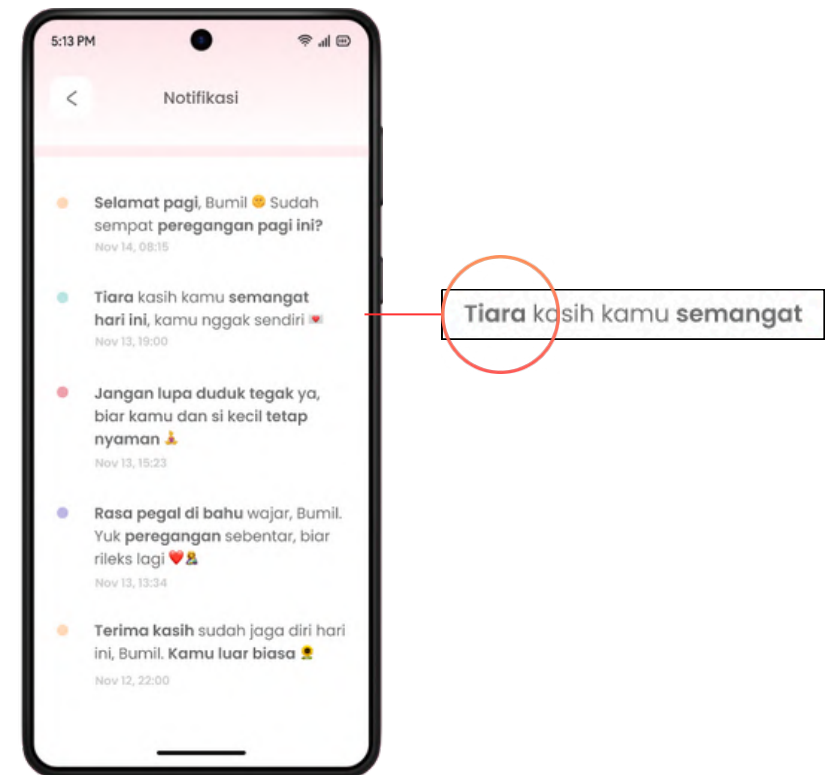 5:13 PM
Notifikasi
Selamat pagi, Bumil 🌞 Sudah
sempat peregangan pagi ini?
Nov 14, 08:15
Tiara kasih kamu semangat
hari ini, kamu nggak sendiri 💌
Nov 13, 19:00
Jangan lupa duduk tegak ya,
biar kamu dan si kecil tetap
nyaman 🧘
Nov 13, 15:23
Rasa pegal di bahu wajar, Bumil.
Yuk peregangan sebentar, biar
rileks lagi ❤️🤱
Nov 13, 13:34
Terima kasih sudah jaga diri hari
ini, Bumil. Kamu luar biasa 🌻
Nov 12, 22:00
Tiara kasih kamu semangat